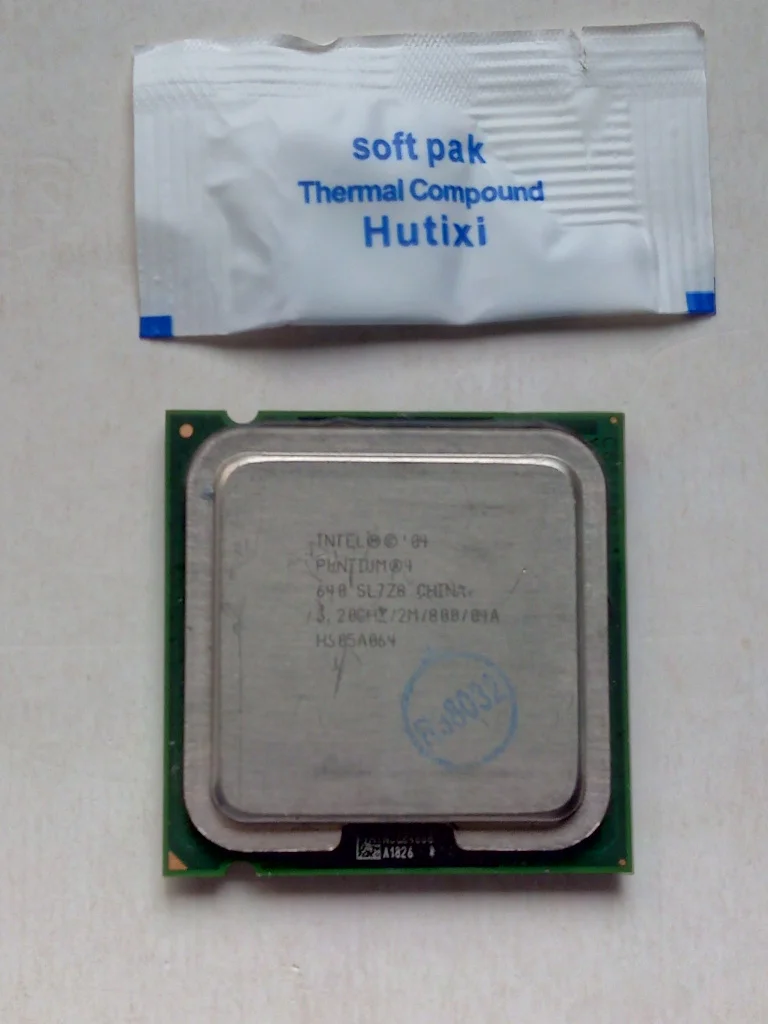 soft pak
Thermal Compound
Hutixi
INTEL® ©'04
PENTIUM®4
640 SL7Z8 CHINA
3.20GHZ/2M/800/04A
A1826